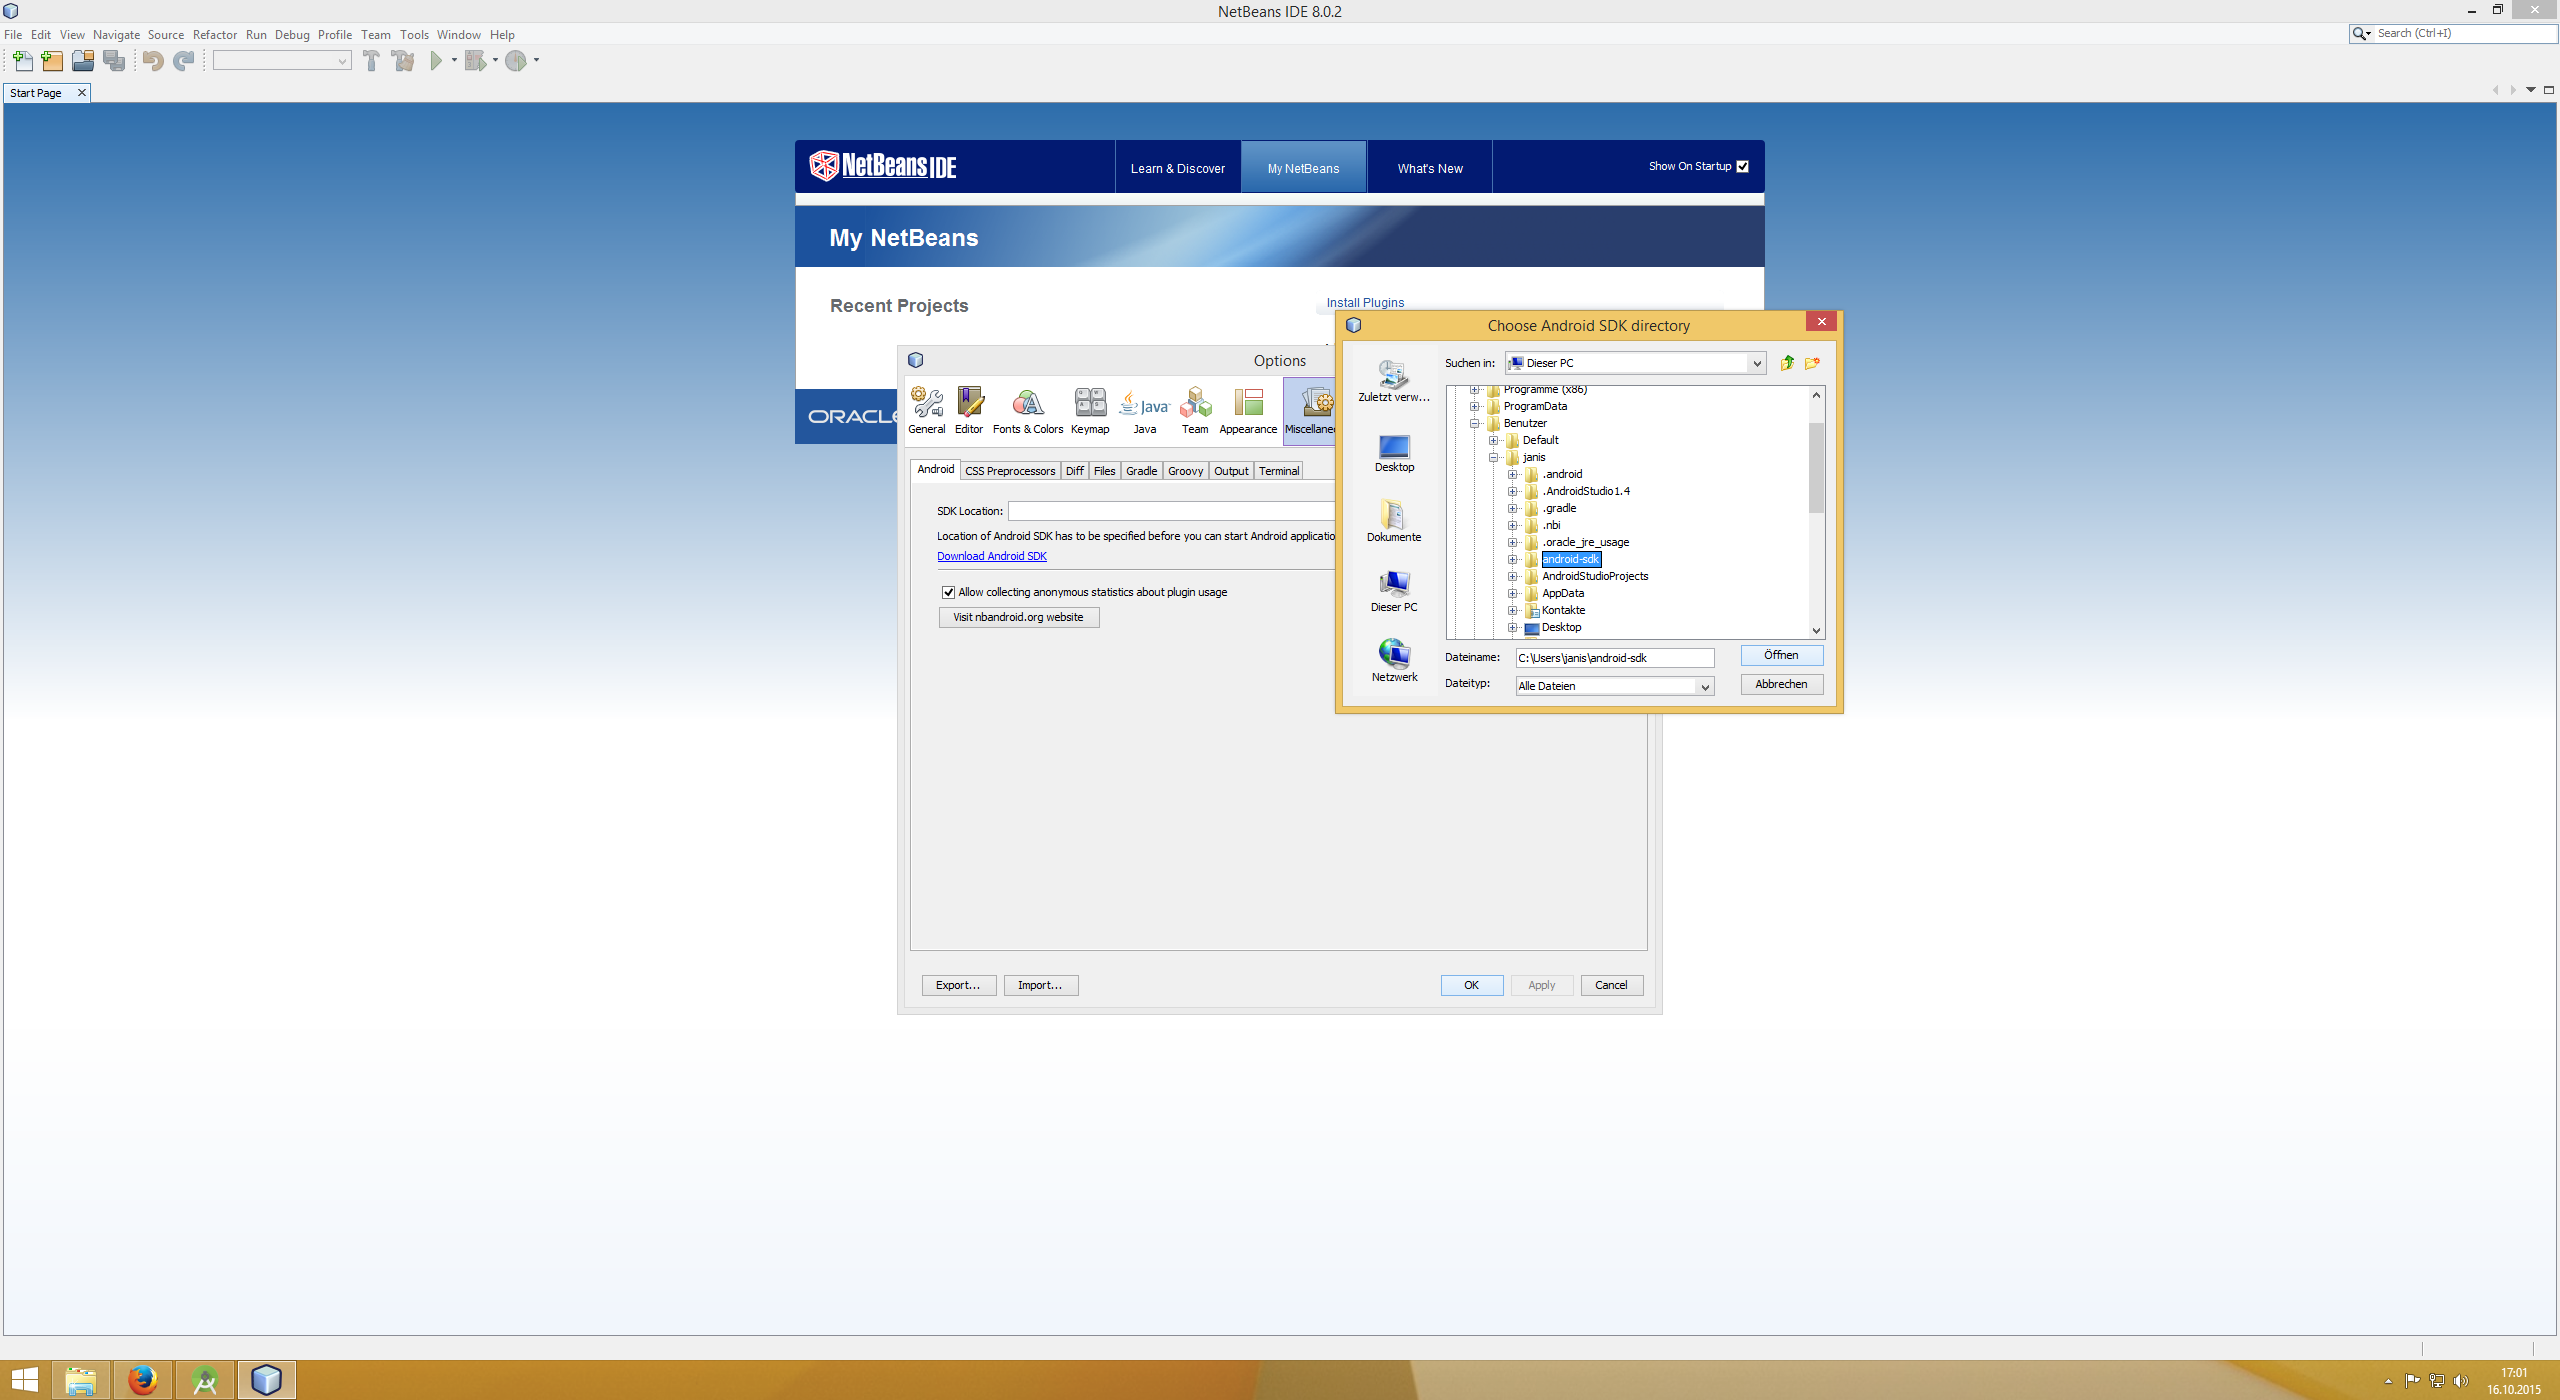 NetBeans IDE 8.0.2
File Edit View Navigate Source Refactor Run Debug Profile Team Tools Window Help
Search (Ctrl+I)
Start Page
NetBeans IDE
Learn & Discover
My NetBeans
What's New
Show On Startup
My NetBeans
Recent Projects
Install Plugins
ORACLE
Options
General
Editor
Fonts & Colors
Keymap
Java
Java
Team
Appearance
Miscellaneo
Android
CSS Preprocessors
Diff
Files
Gradle
Groovy
Output
Terminal
SDK Location:
Location of Android SDK has to be specified before you can start Android applicatio
Download Android SDK
Allow collecting anonymous statistics about plugin usage
Visit nbandroid.org website
Export...
Import...
OK
Apply
Cancel
Choose Android SDK directory
Suchen in:
Dieser PC
Zuletzt verw...
Desktop
Dokumente
Dieser PC
Netzwerk
Programme (x86)
ProgramData
Benutzer
Default
janis
.android
.AndroidStudio1.4
.gradle
.nbi
.oracle_jre_usage
android-sdk
AndroidStudioProjects
AppData
Kontakte
Desktop
Dateiname:
C:\Users\janis\android-sdk
Öffnen
Dateityp:
Alle Dateien
Abbrechen
17:01
16.10.2015